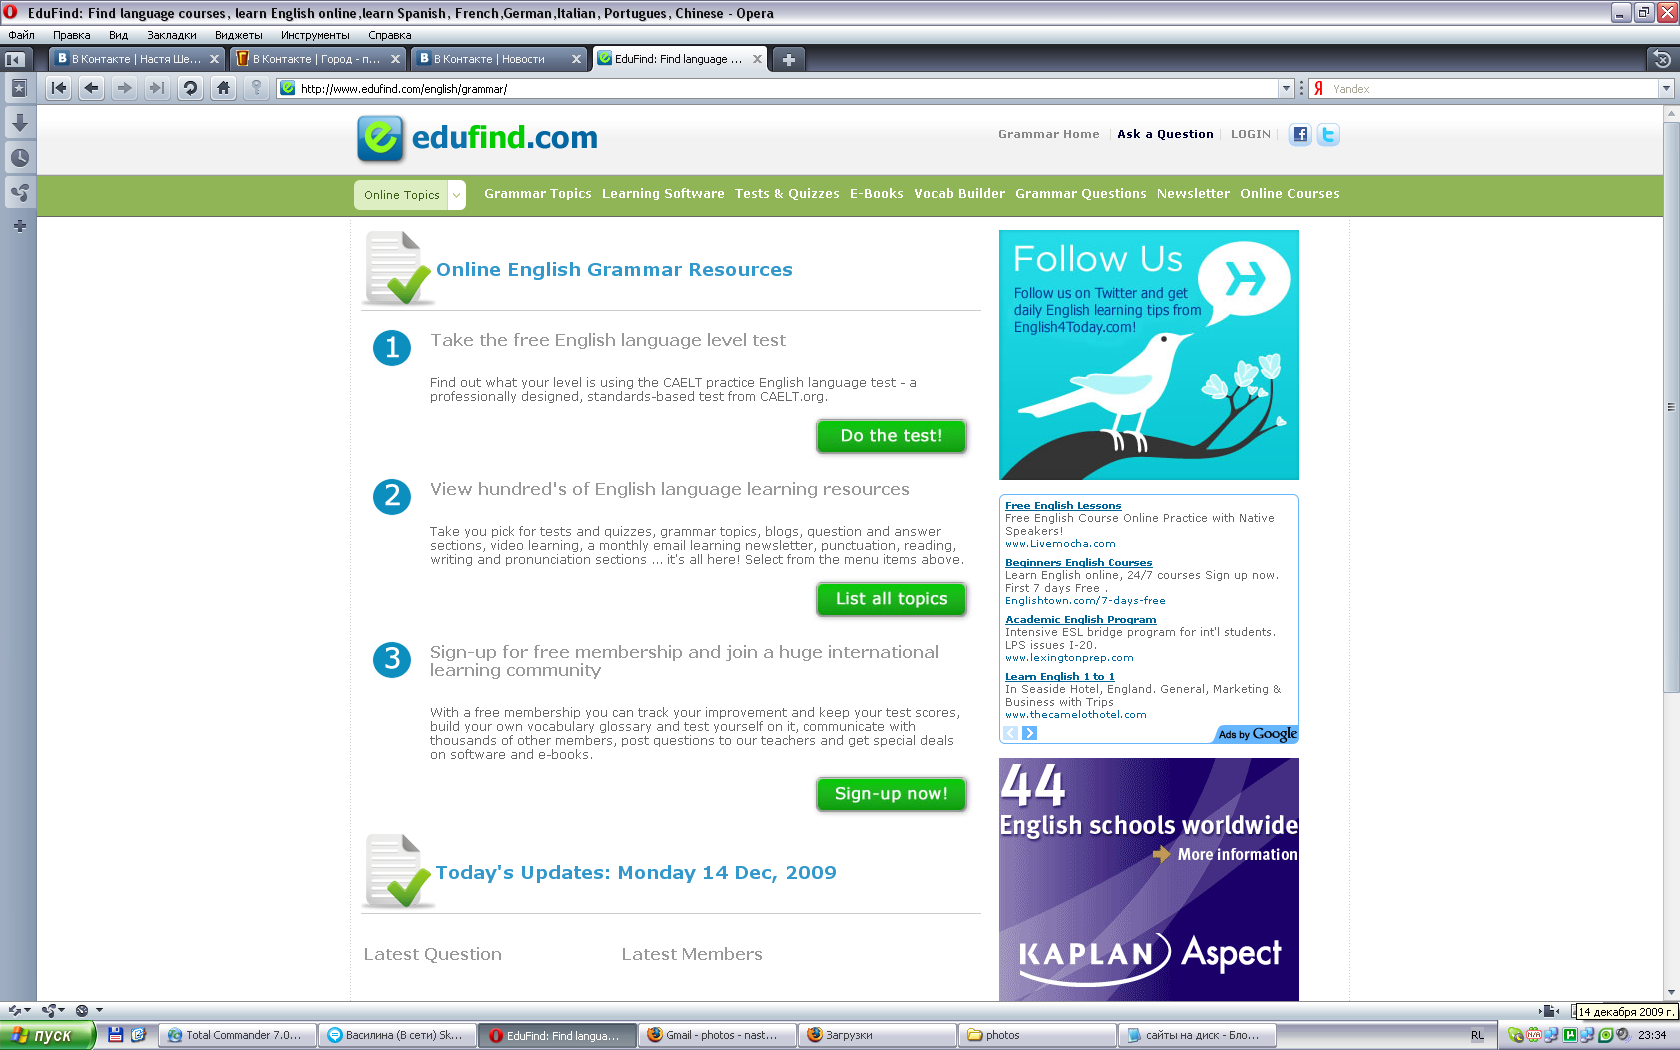 EduFind: Find language courses, learn English online,learn Spanish, French,German,Italian, Portugues, Chinese - Opera
Файл Правка Вид Закладки Виджеты Инструменты Справка
В Контакте | Настя Ше...
В Контакте | Город - п...
В Контакте | Новости
EduFind: Find language ...
http://www.edufind.com/english/grammar/
Yandex
edufind.com
Grammar Home
Ask a Question
LOGIN
Online Topics
Grammar Topics Learning Software Tests & Quizzes E-Books Vocab Builder Grammar Questions Newsletter Online Courses
Online English Grammar Resources
1
Take the free English language level test
Find out what your level is using the CAELT practice English language test - a
professionally designed, standards-based test from CAELT.org.
Do the test!
2
View hundred's of English language learning resources
Take you pick for tests and quizzes, grammar topics, blogs, question and answer
sections, video learning, a monthly email learning newsletter, punctuation, reading,
writing and pronunciation sections ... it's all here! Select from the menu items above.
List all topics
3
Sign-up for free membership and join a huge international
learning community
With a free membership you can track your improvement and keep your test scores,
build your own vocabulary glossary and test yourself on it, communicate with
thousands of other members, post questions to our teachers and get special deals
on software and e-books.
Sign-up now!
Today's Updates: Monday 14 Dec, 2009
Latest Question
Latest Members
Follow Us
Follow us on Twitter and get
daily English learning tips from
English4Today.com!
Free English Lessons
Free English Course Online Practice with Native
Speakers!
www.Livemocha.com
Beginners English Courses
Learn English online, 24/7 courses Sign up now.
First 7 days Free .
Englishtown.com/7-days-free
Academic English Program
Intensive ESL bridge program for int'l students.
LPS issues I-20.
www.lexingtonprep.com
Learn English 1 to 1
In Seaside Hotel, England. General, Marketing &
Business with Trips
www.thecamelothotel.com
Ads by Google
44
English schools worldwide
More information
KAPLAN Aspect
14 декабря 2009 г.
пуск
Total Commander 7.0...
Василина (В сети) Sk...
EduFind: Find langua...
Gmail - photos - nast...
Загрузки
photos
сайты на диск - Бло...
RL
23:34